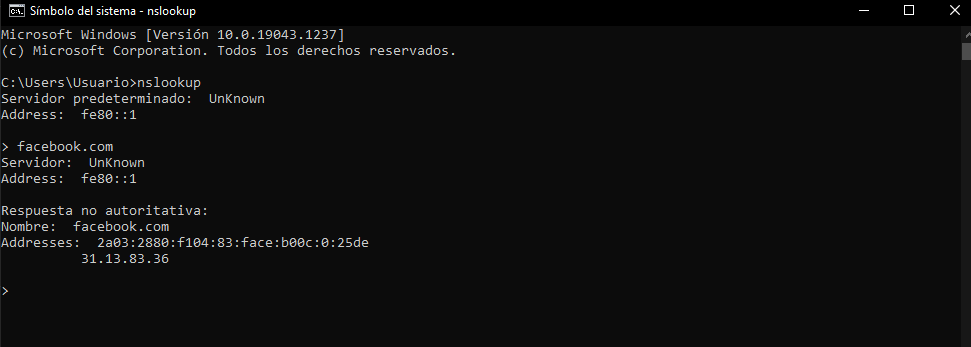 Símbolo del sistema - nslookup
Microsoft Windows [Versión 10.0.19043.1237]
(c) Microsoft Corporation. Todos los derechos reservados.
C:\Users\Usuario>nslookup
Servidor predeterminado:  UnKnown
Address:  fe80::1
> facebook.com
Servidor:  UnKnown
Address:  fe80::1
Respuesta no autoritativa:
Nombre:  facebook.com
Addresses:  2a03:2880:f104:83:face:b00c:0:25de
31.13.83.36
>